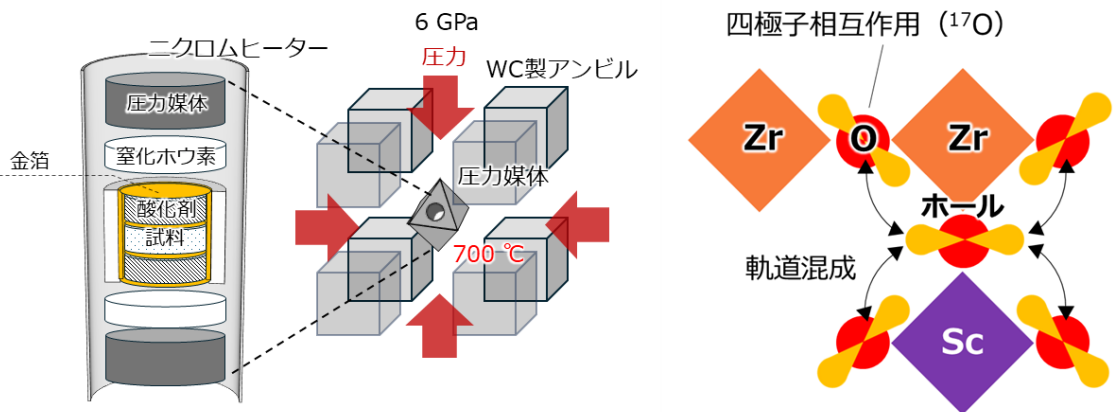 ニクロムヒーター
圧力媒体
窒化ホウ素
金箔
酸化剤
試料
6 GPa
圧力
WC製アンビル
圧力媒体
700 ℃
四極子相互作用（¹⁷O）
Zr
O
Zr
ホール
軌道混成
Sc